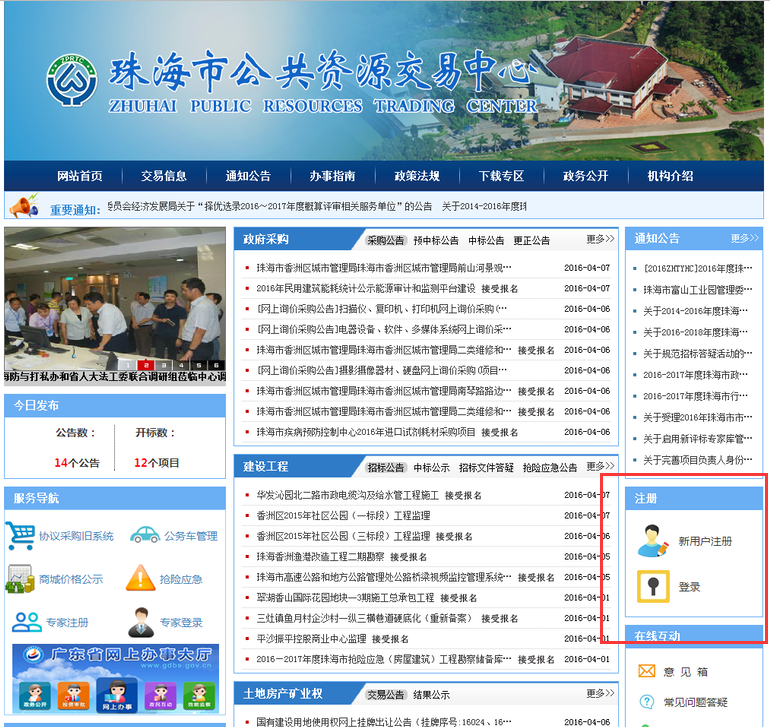 珠海市公共资源交易中心
ZHUHAI PUBLIC RESOURCES TRADING CENTER
网站首页 交易信息 通知公告 办事指南 政策法规 下载专区 政务公开 机构介绍
重要通知: 委员会经济发展局关于“择优选录2016～2017年度概算评审相关服务单位”的公告 关于2014-2016年度珠
1 2 3 4 5 6
海防与打私办和省人大法工委联合调研组莅临中心调
今日发布
公告数： 开标数：
14个公告 12个项目
服务导航
协议采购旧系统 公务车管理
商城价格公示 抢险应急
专家注册 专家登录
广东省网上办事大厅
www.gdbs.gov.cn
政务公开 投资审批 网上办事 政民互动 效能监察
政府采购 采购公告 预中标公告 中标公告 更正公告 更多>>
珠海市香洲区城市管理局珠海市香洲区城市管理局前山河景观… 2016-04-07
2016年民用建筑能耗统计公示能源审计和监测平台建设 接受报名 2016-04-07
[网上询价采购公告]扫描仪、复印机、打印机网上询价采购(… 2016-04-06
[网上询价采购公告]电器设备、软件、多媒体系统网上询价采… 2016-04-06
珠海市香洲区城市管理局珠海市香洲区城市管理局二类维修和… 接受报名 2016-04-06
[网上询价采购公告]摄影摄像器材、硬盘网上询价采购(项目… 2016-04-06
珠海市香洲区城市管理局珠海市香洲区城市管理局南琴路路边… 接受报名 2016-04-06
珠海市香洲区城市管理局珠海市香洲区城市管理局二类维修和… 接受报名 2016-04-06
珠海市疾病预防控制中心2016年进口试剂耗材采购项目 接受报名 2016-04-06
建设工程 招标公告 中标公示 招标文件答疑 抢险应急公告 更多>>
华发沁园北二路市政电缆沟及给水管工程施工 接受报名 2016-04-07
香洲区2015年社区公园（一标段）工程监理 2016-04-07
香洲区2015年社区公园（三标段）工程监理 接受报名 2016-04-06
珠海香洲渔港改造工程二期勘察 接受报名 2016-04-05
珠海市高速公路和地方公路管理处公路桥梁视频监控管理系统… 接受报名 2016-04-05
翠湖香山国际花园地块一3期施工总承包工程 接受报名 2016-04-01
三灶镇鱼月村企沙村一纵三横巷道硬底化（重新备案） 接受报名 2016-04-01
平沙振平控股商业中心监理 接受报名 2016-04-01
2016－2017年度珠海市抢险应急（房屋建筑）工程勘察储备库… 接受报名 2016-04-01
土地房产矿业权 交易公告 结果公示 更多>>
国有建设用地使用权网上挂牌出让公告（挂牌序号:16024、16… 2016-04-06
通知公告 更多>>
[2016ZHTYHC]2016年度珠…
珠海市富山工业园管理委…
关于2014-2016年度珠海…
关于2016-2018年度珠海…
关于规范招标答疑活动的…
2016-2017年度珠海市政…
2016-2017年度珠海市行…
关于受理2016年珠海市市…
关于启用新评标专家库管…
关于完善项目负责人身份…
注册
新用户注册
登录
在线互动
意 见 箱
常见问题答疑